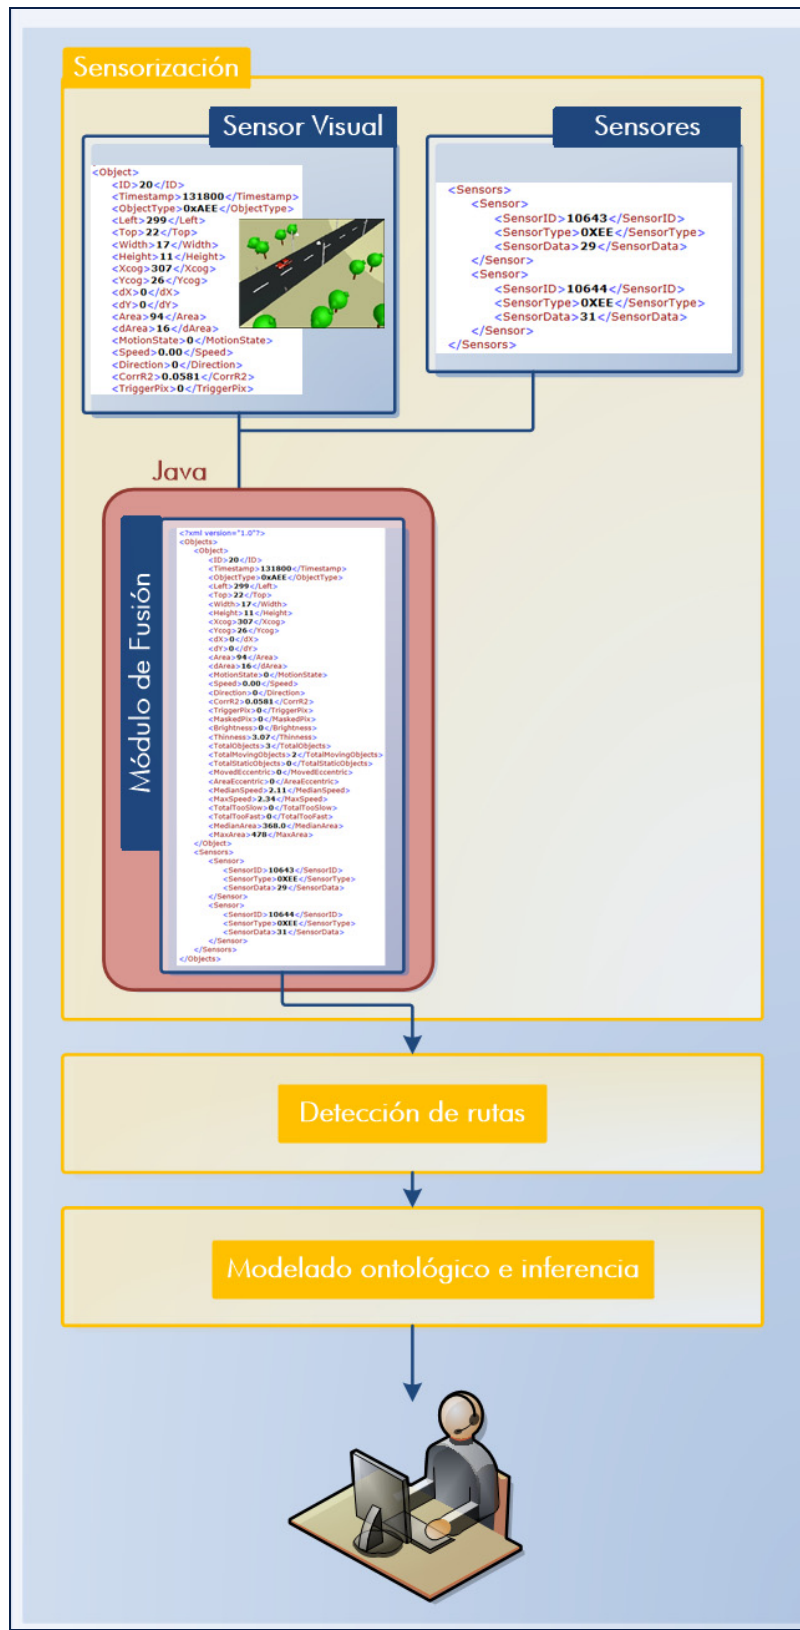 Sensorización
Sensor Visual
<Object>
<ID>20</ID>
<Timestamp>131800</Timestamp>
<ObjectType>0xAEE</ObjectType>
<Left>299</Left>
<Top>22</Top>
<Width>17</Width>
<Height>11</Height>
<Xcog>307</Xcog>
<Ycog>26</Ycog>
<dX>0</dX>
<dY>0</dY>
<Area>94</Area>
<dArea>16</dArea>
<MotionState>0</MotionState>
<Speed>0.00</Speed>
<Direction>0</Direction>
<CorrR2>0.0581</CorrR2>
<TriggerPix>0</TriggerPix>
Sensores
<Sensors>
<Sensor>
<SensorID>10643</SensorID>
<SensorType>0XEE</SensorType>
<SensorData>29</SensorData>
</Sensor>
<Sensor>
<SensorID>10644</SensorID>
<SensorType>0XEE</SensorType>
<SensorData>31</SensorData>
</Sensor>
</Sensors>
Java
Módulo de Fusión
<?xml version="1.0"?>
<Objects>
<Object>
<ID>20</ID>
<Timestamp>131800</Timestamp>
<ObjectType>0xAEE</ObjectType>
<Left>299</Left>
<Top>22</Top>
<Width>17</Width>
<Height>11</Height>
<Xcog>307</Xcog>
<Ycog>26</Ycog>
<dX>0</dX>
<dY>0</dY>
<Area>94</Area>
<dArea>16</dArea>
<MotionState>0</MotionState>
<Speed>0.00</Speed>
<Direction>0</Direction>
<CorrR2>0.0581</CorrR2>
<TriggerPix>0</TriggerPix>
<MaskedPix>0</MaskedPix>
<Brightness>0</Brightness>
<Thinness>3.07</Thinness>
<TotalObjects>3</TotalObjects>
<TotalMovingObjects>2</TotalMovingObjects>
<TotalStaticObjects>0</TotalStaticObjects>
<MovedEccentric>0</MovedEccentric>
<AreaEccentric>0</AreaEccentric>
<MedianSpeed>2.11</MedianSpeed>
<MaxSpeed>2.34</MaxSpeed>
<TotalTooSlow>0</TotalTooSlow>
<TotalTooFast>0</TotalTooFast>
<MedianArea>368.0</MedianArea>
<MaxArea>478</MaxArea>
</Object>
<Sensors>
<Sensor>
<SensorID>10643</SensorID>
<SensorType>0XEE</SensorType>
<SensorData>29</SensorData>
</Sensor>
<Sensor>
<SensorID>10644</SensorID>
<SensorType>0XEE</SensorType>
<SensorData>31</SensorData>
</Sensor>
</Sensors>
</Objects>
Detección de rutas
Modelado ontológico e inferencia